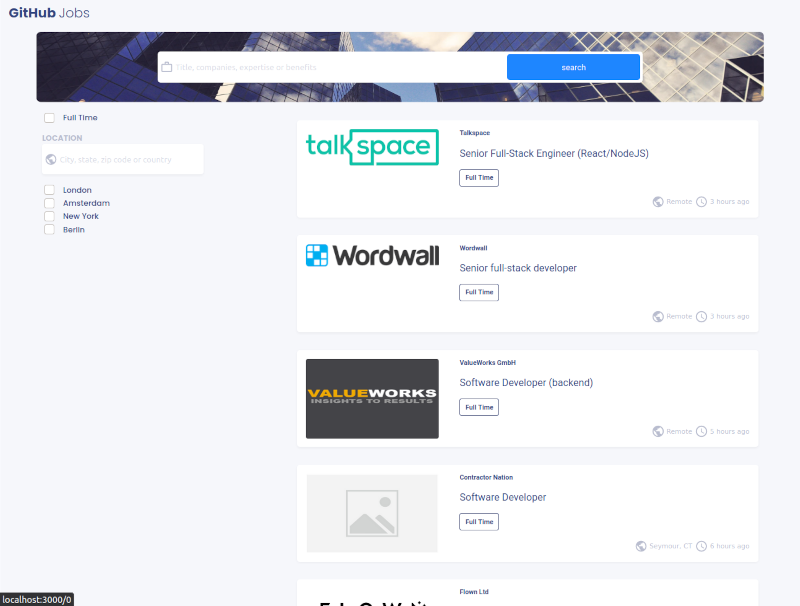 GitHub Jobs
Title, companies, expertise or benefits
search
Full Time
LOCATION
City, state, zip code or country
London
Amsterdam
New York
Berlin
talkspace
Talkspace
Senior Full-Stack Engineer (React/NodeJS)
Full Time
Remote 3 hours ago
Wordwall
Wordwall
Senior full-stack developer
Full Time
Remote 3 hours ago
VALUEWORKS
INSIGHTS TO RESULTS
ValueWorks GmbH
Software Developer (backend)
Full Time
Remote 5 hours ago
Contractor Nation
Software Developer
Full Time
Seymour, CT 6 hours ago
Flown Ltd
localhost:3000/0